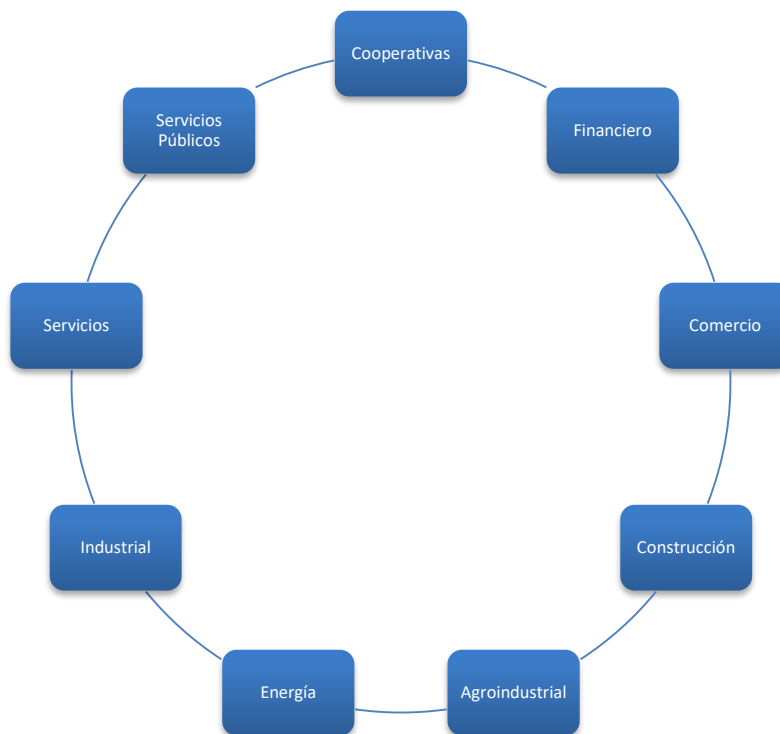 Cooperativas
Financiero
Comercio
Construcción
Agroindustrial
Energía
Industrial
Servicios
Servicios
Públicos